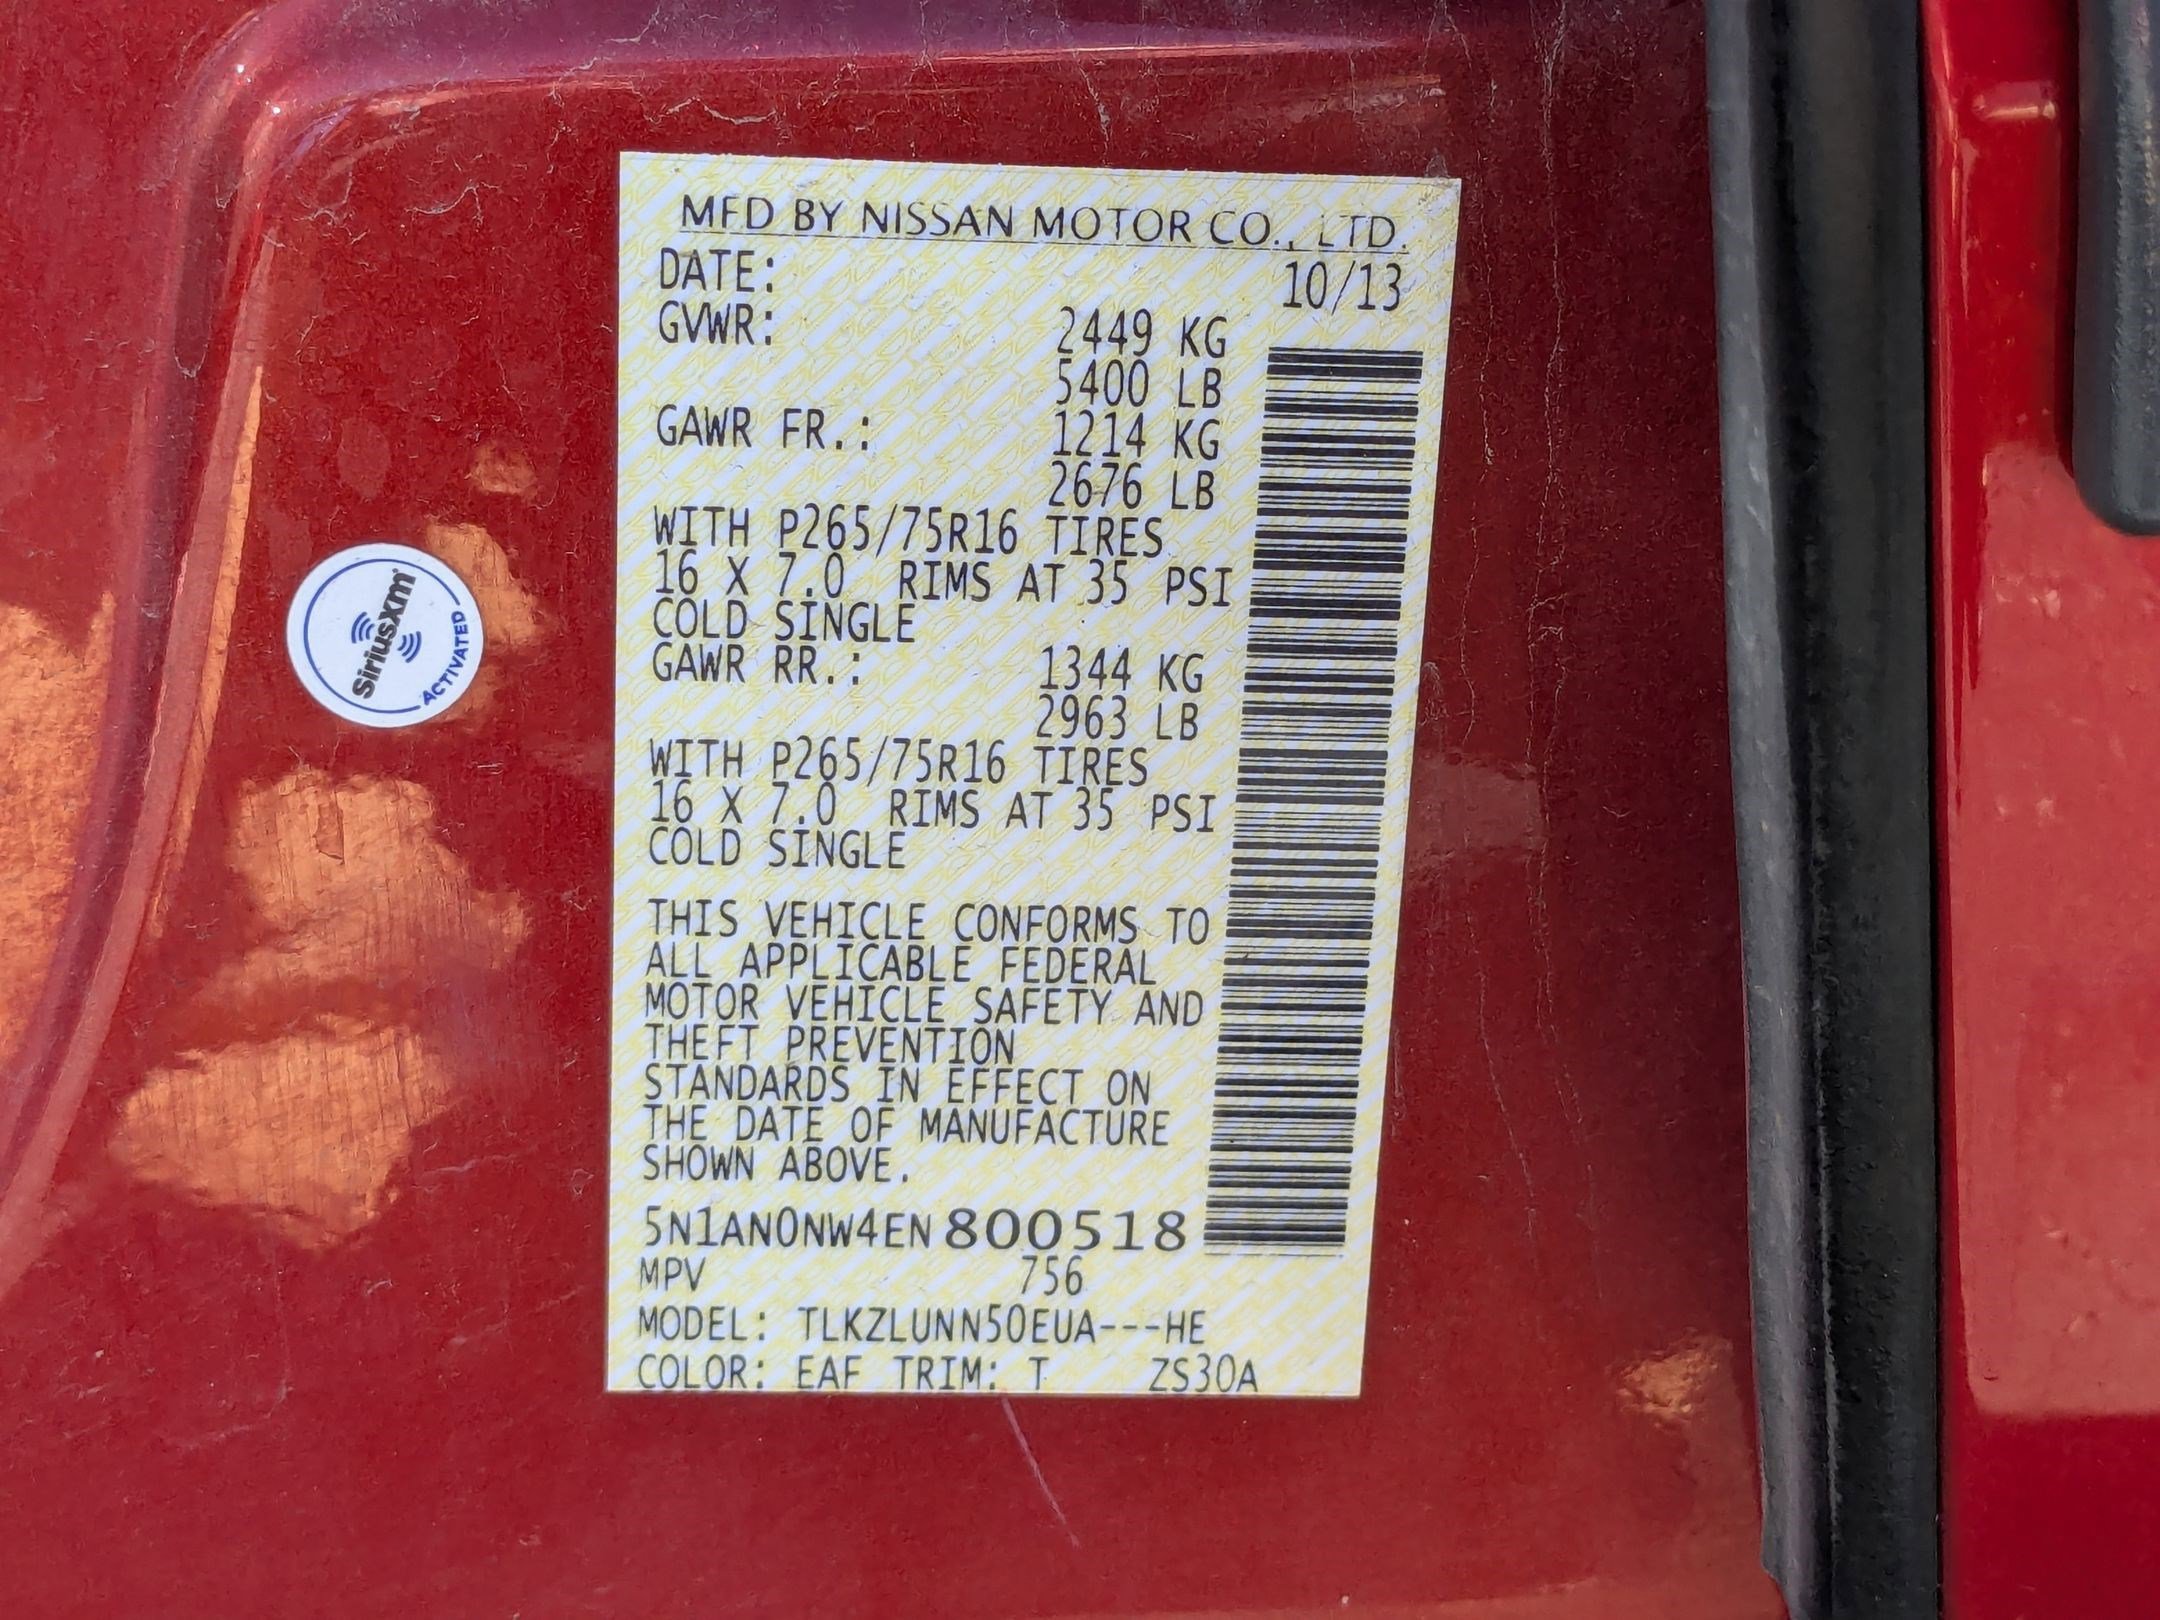 MFD BY NISSAN MOTOR CO., LTD.
DATE: 10/13
GVWR: 2449 KG
5400 LB
GAWR FR.: 1214 KG
2676 LB
WITH P265/75R16 TIRES
16 X 7.0 RIMS AT 35 PSI
COLD SINGLE
GAWR RR.: 1344 KG
2963 LB
WITH P265/75R16 TIRES
16 X 7.0 RIMS AT 35 PSI
COLD SINGLE
THIS VEHICLE CONFORMS TO
ALL APPLICABLE FEDERAL
MOTOR VEHICLE SAFETY AND
THEFT PREVENTION
STANDARDS IN EFFECT ON
THE DATE OF MANUFACTURE
SHOWN ABOVE.
5N1AN0NW4EN800518
MPV 756
MODEL: TLKZLUNN50EUA---HE
COLOR: EAF TRIM: T ZS30A
SiriusXm
ACTIVATED